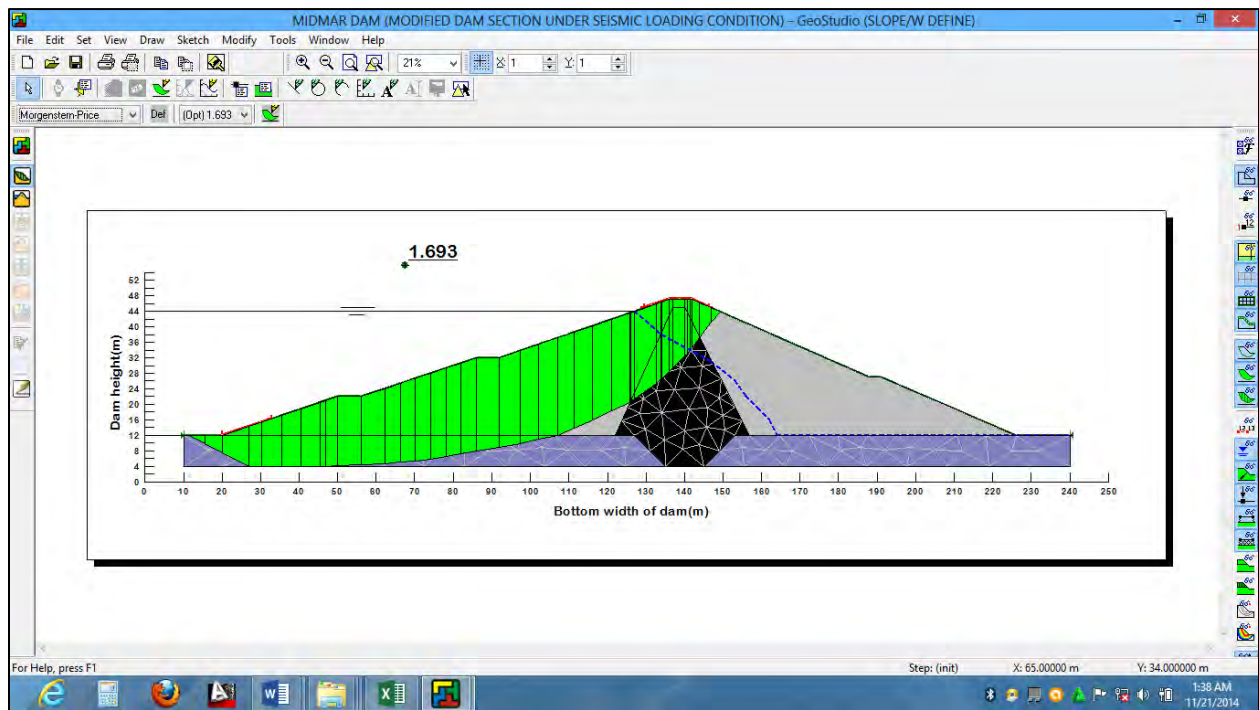 MIDMAR DAM (MODIFIED DAM SECTION UNDER SEISMIC LOADING CONDITION) - GeoStudio (SLOPE/W DEFINE)
File Edit Set View Draw Sketch Modify Tools Window Help
21% X 1 Y: 1
Morgenstern-Price Def (Opt) 1.693
1.693
52
48
44
40
36
32
28
24
20
16
12
8
4
0
Dam height(m)
0 10 20 30 40 50 60 70 80 90 100 110 120 130 140 150 160 170 180 190 200 210 220 230 240 250
Bottom width of dam(m)
For Help, press F1 Step: (init) X: 65.00000 m Y: 34.000000 m
1:38 AM
11/21/2014